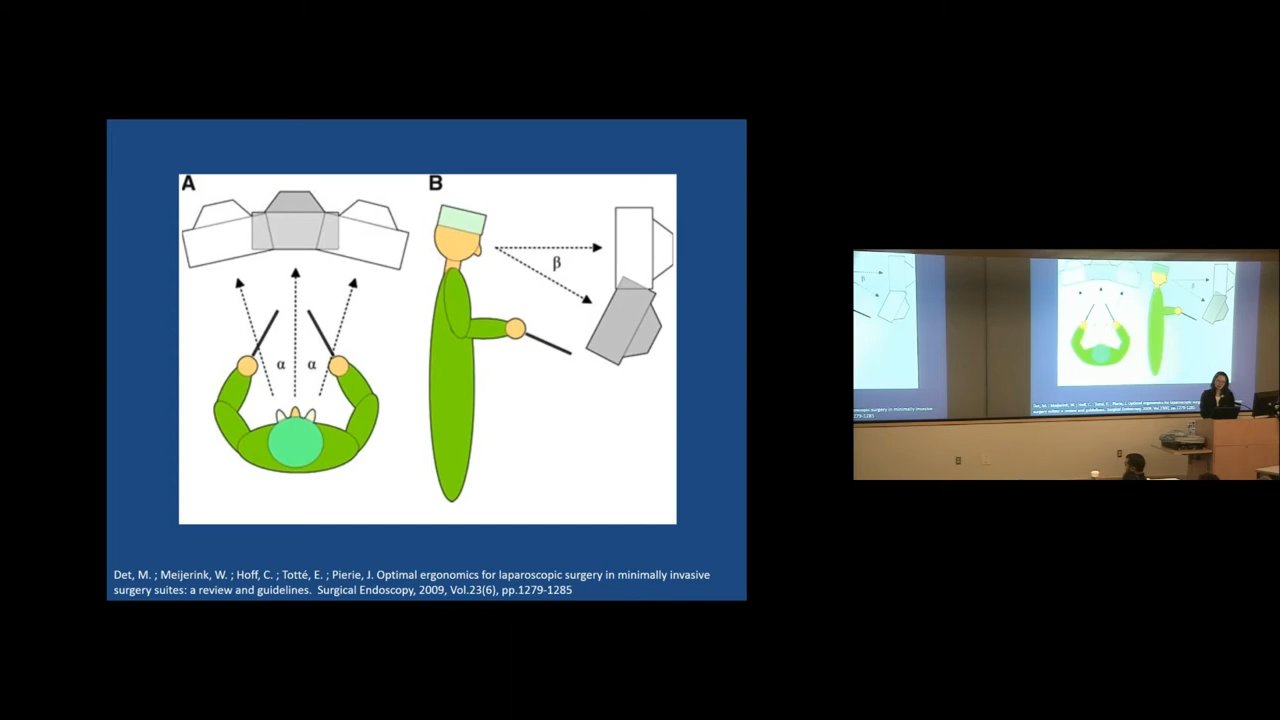 A
B
β
α
α
Det, M. ; Meijerink, W. ; Hoff, C. ; Totté, E. ; Pierie, J. Optimal ergonomics for laparoscopic surgery in minimally invasive
surgery suites: a review and guidelines.  Surgical Endoscopy, 2009, Vol.23(6), pp.1279-1285